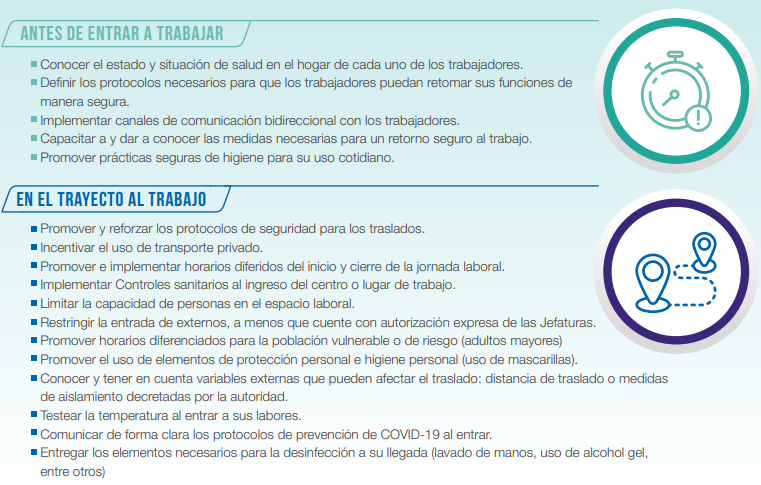 ANTES DE ENTRAR A TRABAJAR
Conocer el estado y situación de salud en el hogar de cada uno de los trabajadores.
Definir los protocolos necesarios para que los trabajadores puedan retomar sus funciones de
manera segura.
Implementar canales de comunicación bidireccional con los trabajadores.
Capacitar a y dar a conocer las medidas necesarias para un retorno seguro al trabajo.
Promover prácticas seguras de higiene para su uso cotidiano.
EN EL TRAYECTO AL TRABAJO
Promover y reforzar los protocolos de seguridad para los traslados.
Incentivar el uso de transporte privado.
Promover e implementar horarios diferidos del inicio y cierre de la jornada laboral.
Implementar Controles sanitarios al ingreso del centro o lugar de trabajo.
Limitar la capacidad de personas en el espacio laboral.
Restringir la entrada de externos, a menos que cuente con autorización expresa de las Jefaturas.
Promover horarios diferenciados para la población vulnerable o de riesgo (adultos mayores)
Promover el uso de elementos de protección personal e higiene personal (uso de mascarillas).
Conocer y tener en cuenta variables externas que pueden afectar el traslado: distancia de traslado o medidas
de aislamiento decretadas por la autoridad.
Testear la temperatura al entrar a sus labores.
Comunicar de forma clara los protocolos de prevención de COVID-19 al entrar.
Entregar los elementos necesarios para la desinfección a su llegada (lavado de manos, uso de alcohol gel,
entre otros)